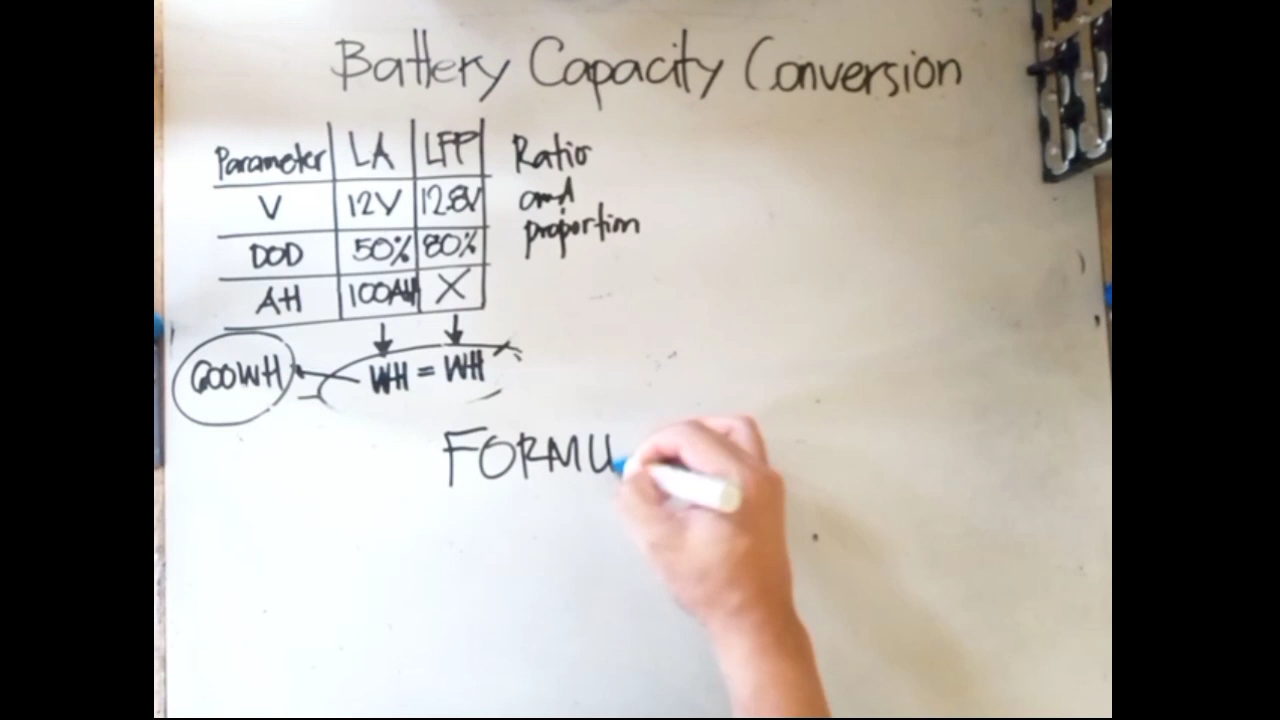 Battery Capacity Conversion
Parameter LA LFP
V 12V 12.8V
DOD 50% 80%
AH 100AH X
Ratio
and
proportion
600WH
WH = WH
FORMU